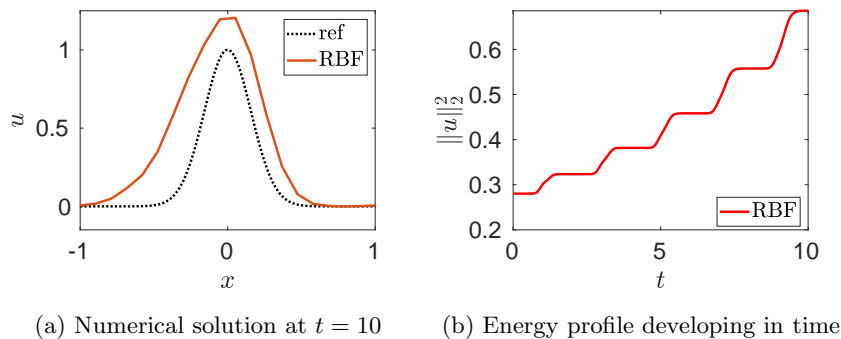 ref
RBF
1
0.5
0
u
-1
0
1
x
(a) Numerical solution at t = 10
0.6
0.5
0.4
0.3
0.2
||u||₂²
RBF
0
5
10
t
(b) Energy profile developing in time